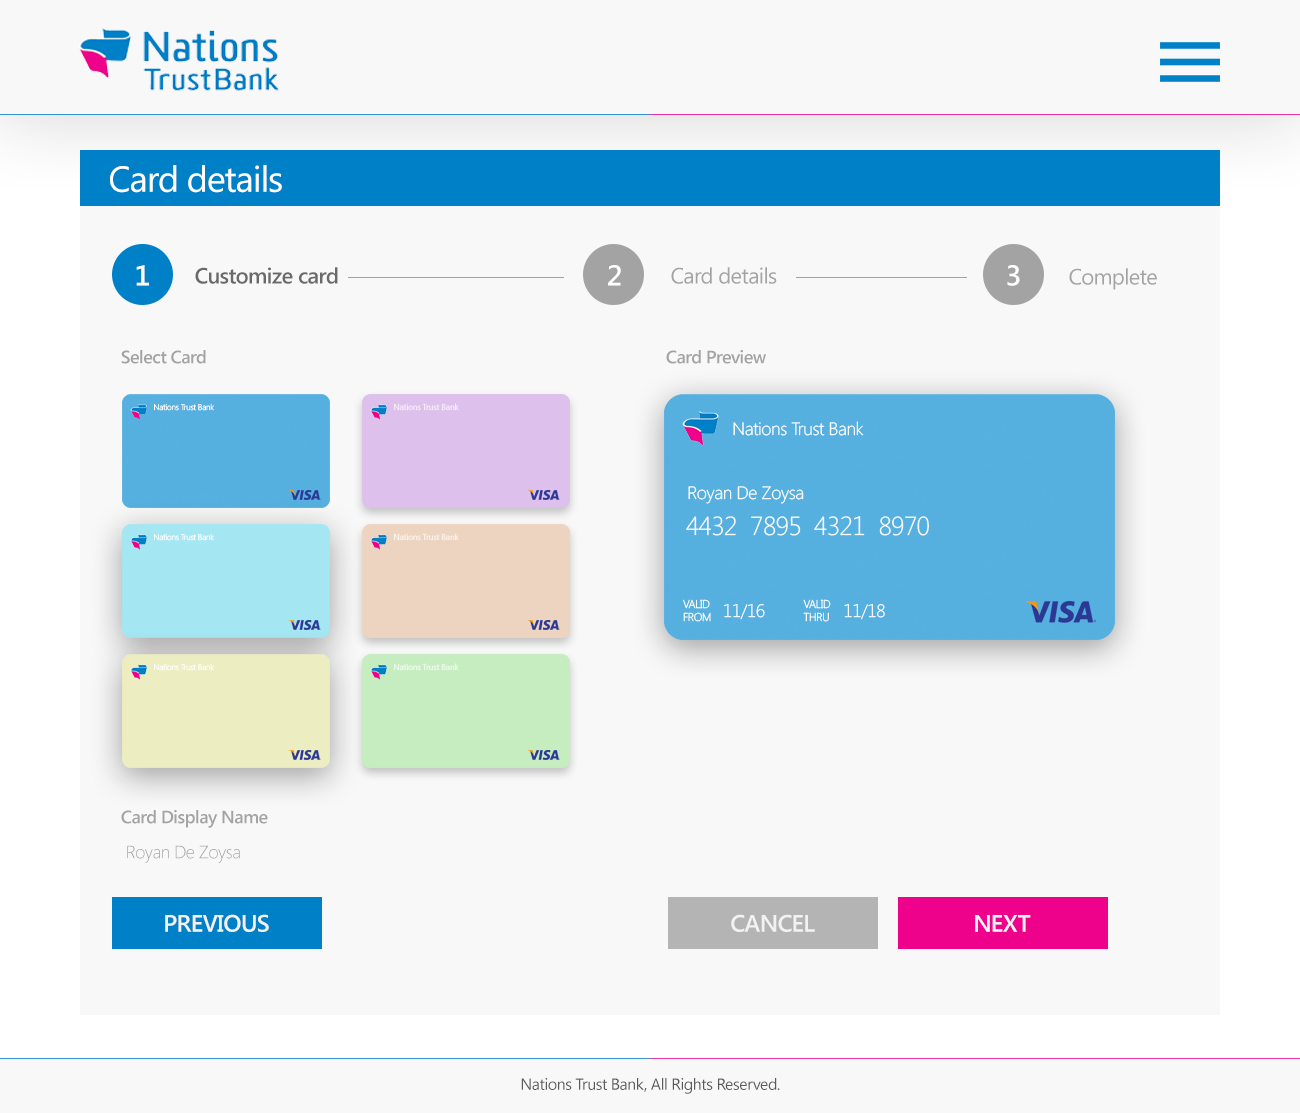 Nations
TrustBank
Card details
1 Customize card 2 Card details 3 Complete
Select Card
Card Preview
Nations Trust Bank
VISA
Nations Trust Bank
VISA
Nations Trust Bank
VISA
Nations Trust Bank
VISA
Nations Trust Bank
VISA
Nations Trust Bank
VISA
Nations Trust Bank
Royan De Zoysa
4432 7895 4321 8970
VALID FROM 11/16 VALID THRU 11/18
VISA
Card Display Name
Royan De Zoysa
PREVIOUS
CANCEL
NEXT
Nations Trust Bank, All Rights Reserved.